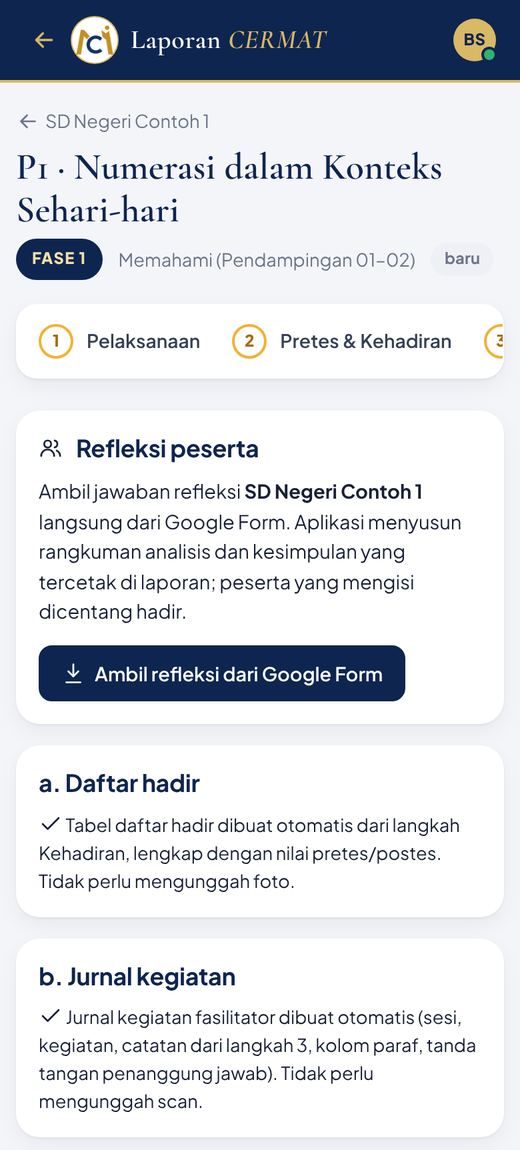 Laporan CERMAT
BS
← SD Negeri Contoh 1
P1 · Numerasi dalam Konteks
Sehari-hari
FASE 1 Memahami (Pendampingan 01–02) baru
1 Pelaksanaan 2 Pretes & Kehadiran 3
Refleksi peserta
Ambil jawaban refleksi SD Negeri Contoh 1
langsung dari Google Form. Aplikasi menyusun
rangkuman analisis dan kesimpulan yang
tercetak di laporan; peserta yang mengisi
dicentang hadir.
Ambil refleksi dari Google Form
a. Daftar hadir
✓ Tabel daftar hadir dibuat otomatis dari langkah
Kehadiran, lengkap dengan nilai pretes/postes.
Tidak perlu mengunggah foto.
b. Jurnal kegiatan
✓ Jurnal kegiatan fasilitator dibuat otomatis (sesi,
kegiatan, catatan dari langkah 3, kolom paraf, tanda
tangan penanggung jawab). Tidak perlu
mengunggah scan.